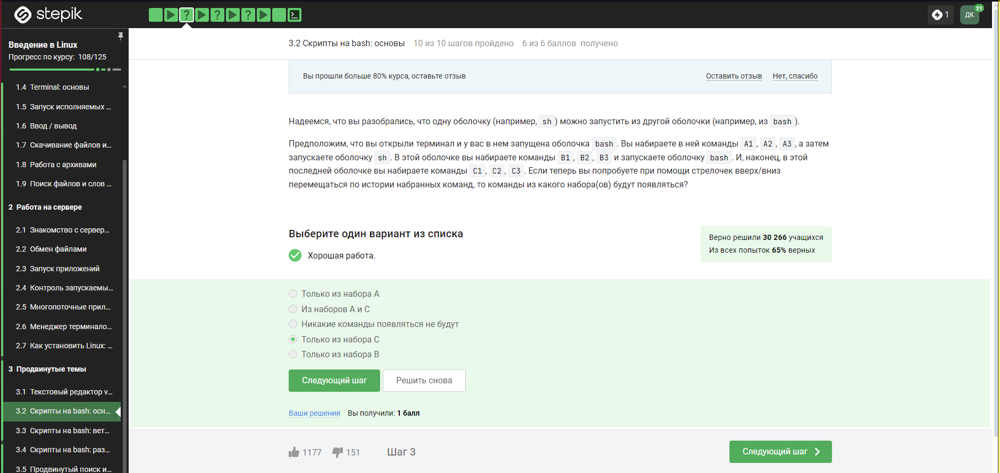 stepik
1
ДК
21
Введение в Linux
Прогресс по курсу: 108/125
1.4 Terminal: основы
1.5 Запуск исполняемых ...
1.6 Ввод / вывод
1.7 Скачивание файлов и...
1.8 Работа с архивами
1.9 Поиск файлов и слов ...
2 Работа на сервере
2.1 Знакомство с сервер...
2.2 Обмен файлами
2.3 Запуск приложений
2.4 Контроль запускаемы...
2.5 Многопоточные прил...
2.6 Менеджер терминало...
2.7 Как установить Linux: ...
3 Продвинутые темы
3.1 Текстовый редактор v...
3.2 Скрипты на bash: осн...
3.3 Скрипты на bash: вет...
3.4 Скрипты на bash: раз...
3.5 Продвинутый поиск и...
3.2 Скрипты на bash: основы 10 из 10 шагов пройдено 6 из 6 баллов получено
Вы прошли больше 80% курса, оставьте отзыв
Оставить отзыв Нет, спасибо
Надеемся, что вы разобрались, что одну оболочку (например, sh) можно запустить из другой оболочки (например, из bash).
Предположим, что вы открыли терминал и у вас в нем запущена оболочка bash. Вы набираете в ней команды A1, A2, A3, а затем
запускаете оболочку sh. В этой оболочке вы набираете команды B1, B2, B3 и запускаете оболочку bash. И, наконец, в этой
последней оболочке вы набираете команды C1, C2, C3. Если теперь вы попробуете при помощи стрелочек вверх/вниз
перемещаться по истории набранных команд, то команды из какого набора(ов) будут появляться?
Выберите один вариант из списка
Хорошая работа.
Верно решили 30 266 учащихся
Из всех попыток 65% верных
Только из набора A
Из наборов A и C
Никакие команды появляться не будут
Только из набора C
Только из набора B
Следующий шаг
Решить снова
Ваши решения Вы получили: 1 балл
1177 151 Шаг 3
Следующий шаг